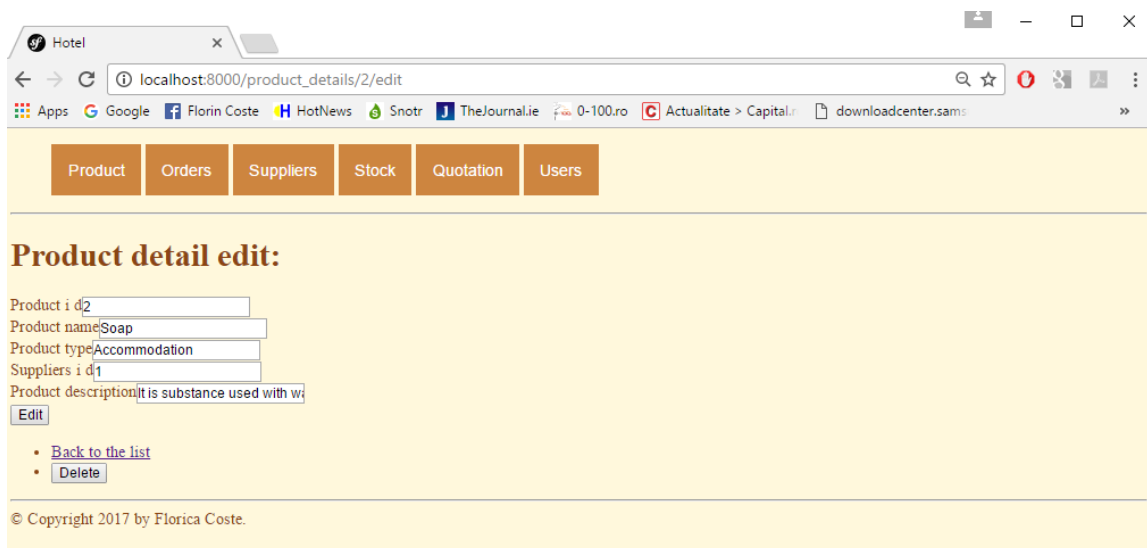 Hotel
localhost:8000/product_details/2/edit
Apps Google Florin Coste HotNews Snotr TheJournal.ie 0-100.ro Actualitate > Capital.r downloadcenter.sams
Product Orders Suppliers Stock Quotation Users
Product detail edit:
Product i d 2
Product name Soap
Product type Accommodation
Suppliers i d 1
Product description It is substance used with wa
Edit
Back to the list
Delete
© Copyright 2017 by Florica Coste.